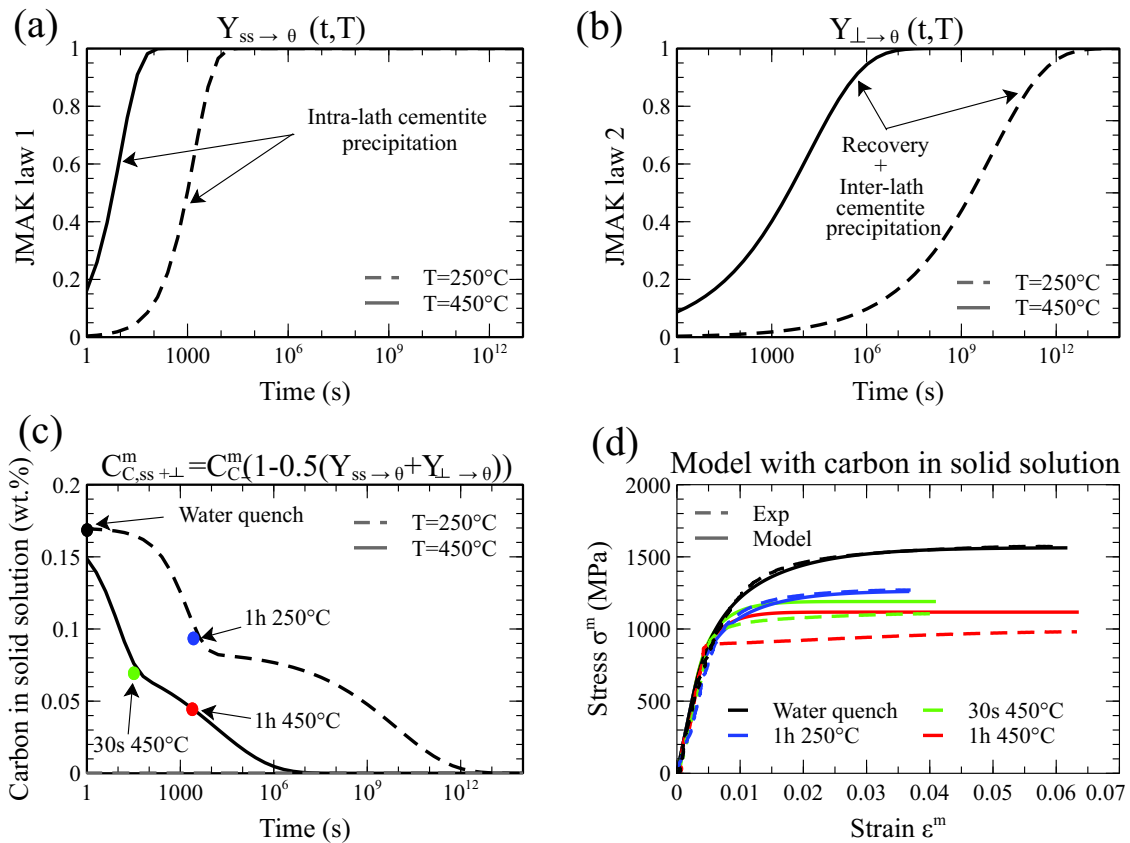 (a)
Y ss → θ (t,T)
JMAK law 1
1
0.8
0.6
0.4
0.2
0
Intra-lath cementite
precipitation
T=250°C
T=450°C
1
1000
10^6
10^9
10^12
Time (s)
(b)
Y⊥→θ (t,T)
JMAK law 2
1
0.8
0.6
0.4
0.2
0
Recovery
+
Inter-lath
cementite
precipitation
T=250°C
T=450°C
1
1000
10^6
10^9
10^12
Time (s)
(c)
C^m_C,ss+⊥=C^m_C(1-0.5(Y ss → θ+Y⊥ → θ))
Carbon in solid solution (wt.%)
0.2
0.15
0.1
0.05
0
Water quench
T=250°C
T=450°C
1h 250°C
30s 450°C
1h 450°C
1
1000
10^6
10^9
10^12
Time (s)
(d)
Model with carbon in solid solution
Stress σ^m (MPa)
2000
1500
1000
500
0
Exp
Model
Water quench
1h 250°C
30s 450°C
1h 450°C
0
0.01
0.02
0.03
0.04
0.05
0.06
0.07
Strain ε^m